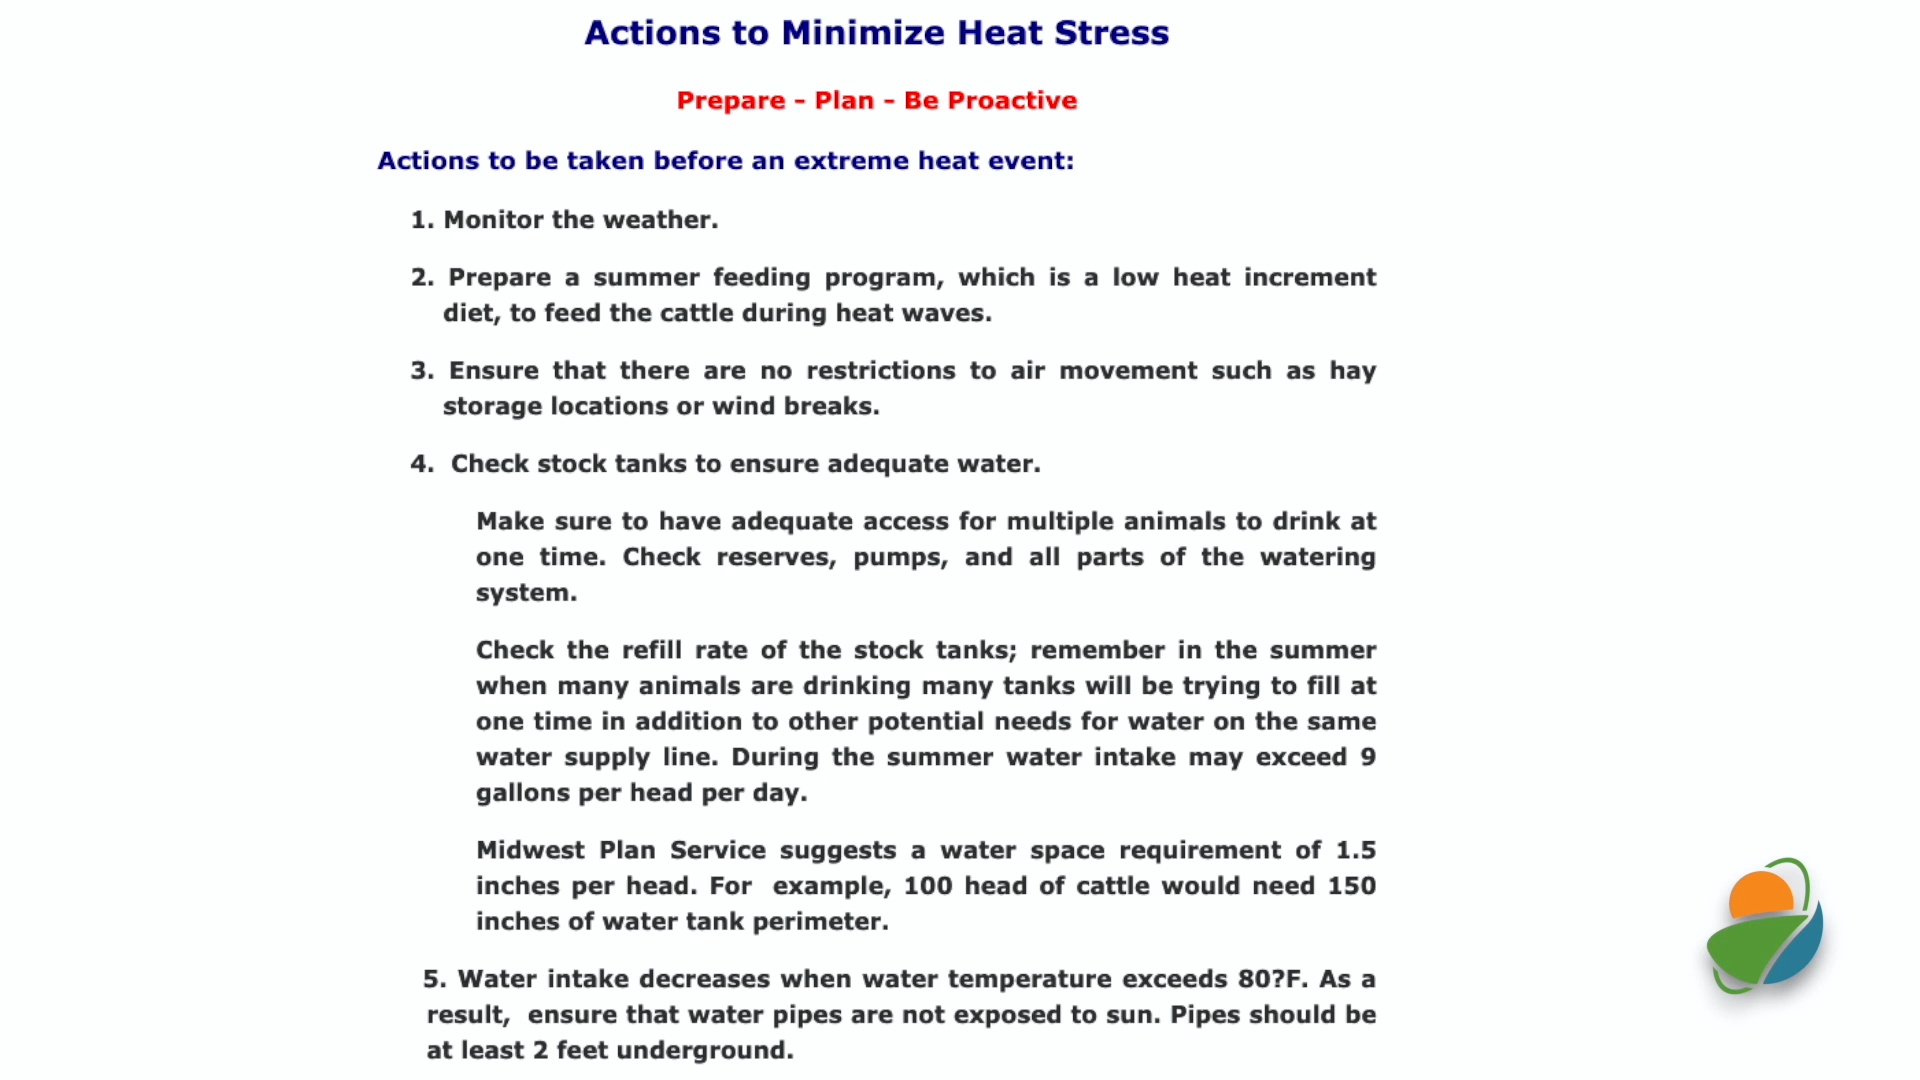 Actions to Minimize Heat Stress
Prepare - Plan - Be Proactive
Actions to be taken before an extreme heat event:
1. Monitor the weather.
2. Prepare a summer feeding program, which is a low heat increment
diet, to feed the cattle during heat waves.
3. Ensure that there are no restrictions to air movement such as hay
storage locations or wind breaks.
4. Check stock tanks to ensure adequate water.
Make sure to have adequate access for multiple animals to drink at
one time. Check reserves, pumps, and all parts of the watering
system.
Check the refill rate of the stock tanks; remember in the summer
when many animals are drinking many tanks will be trying to fill at
one time in addition to other potential needs for water on the same
water supply line. During the summer water intake may exceed 9
gallons per head per day.
Midwest Plan Service suggests a water space requirement of 1.5
inches per head. For example, 100 head of cattle would need 150
inches of water tank perimeter.
5. Water intake decreases when water temperature exceeds 80?F. As a
result, ensure that water pipes are not exposed to sun. Pipes should be
at least 2 feet underground.